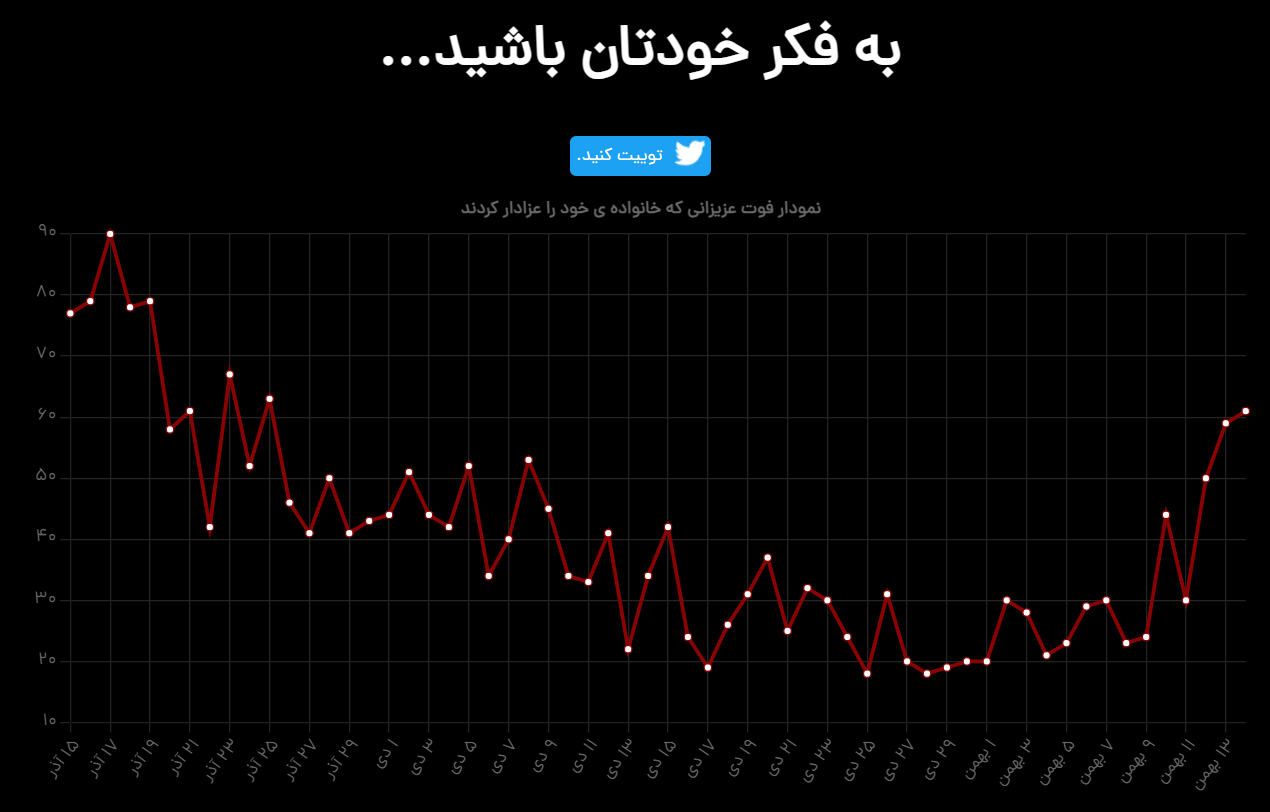 به فکر خودتان باشید...
توییت کنید.
نمودار فوت عزیزانی که خانواده ی خود را عزادار کردند
۹۰
۸۰
۷۰
۶۰
۵۰
۴۰
۳۰
۲۰
۱۰
۱۵ آذر
۱۷ آذر
۱۹ آذر
۲۱ آذر
۲۳ آذر
۲۵ آذر
۲۷ آذر
۲۹ آذر
۱ دی
۳ دی
۵ دی
۷ دی
۹ دی
۱۱ دی
۱۳ دی
۱۵ دی
۱۷ دی
۱۹ دی
۲۱ دی
۲۳ دی
۲۵ دی
۲۷ دی
۲۹ دی
۱ بهمن
۳ بهمن
۵ بهمن
۷ بهمن
۹ بهمن
۱۱ بهمن
۱۳ بهمن